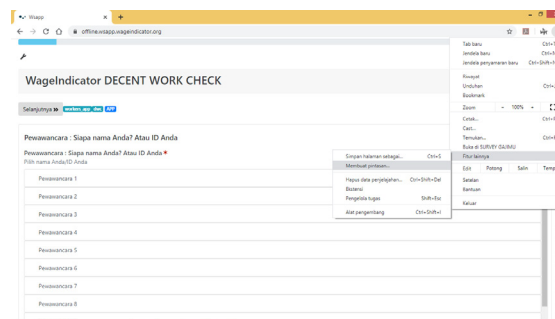 Wsapp
offline.wsapp.wageindicator.org
WageIndicator DECENT WORK CHECK
Selanjutnya
workers_app_dwc APP
Pewawancara : Siapa nama Anda? Atau ID Anda
Pewawancara : Siapa nama Anda? Atau ID Anda *
Pilih nama Anda/ID Anda
Pewawancara 1
Pewawancara 2
Pewawancara 3
Pewawancara 4
Pewawancara 5
Pewawancara 6
Pewawancara 7
Pewawancara 8
Tab baru
Jendela baru
Jendela penyamaran baru
Riwayat
Unduhan
Bookmark
Zoom - 100% +
Cetak...
Cast...
Temukan...
Buka di SURVEY GAJIMU
Fitur lainnya
Edit Potong Salin
Setelan
Bantuan
Keluar
Simpan halaman sebagai... Ctrl+S
Membuat pintasan...
Hapus data penjelajahan... Ctrl+Shift+Del
Ekstensi
Pengelola tugas Shift+Esc
Alat pengembang Ctrl+Shift+I